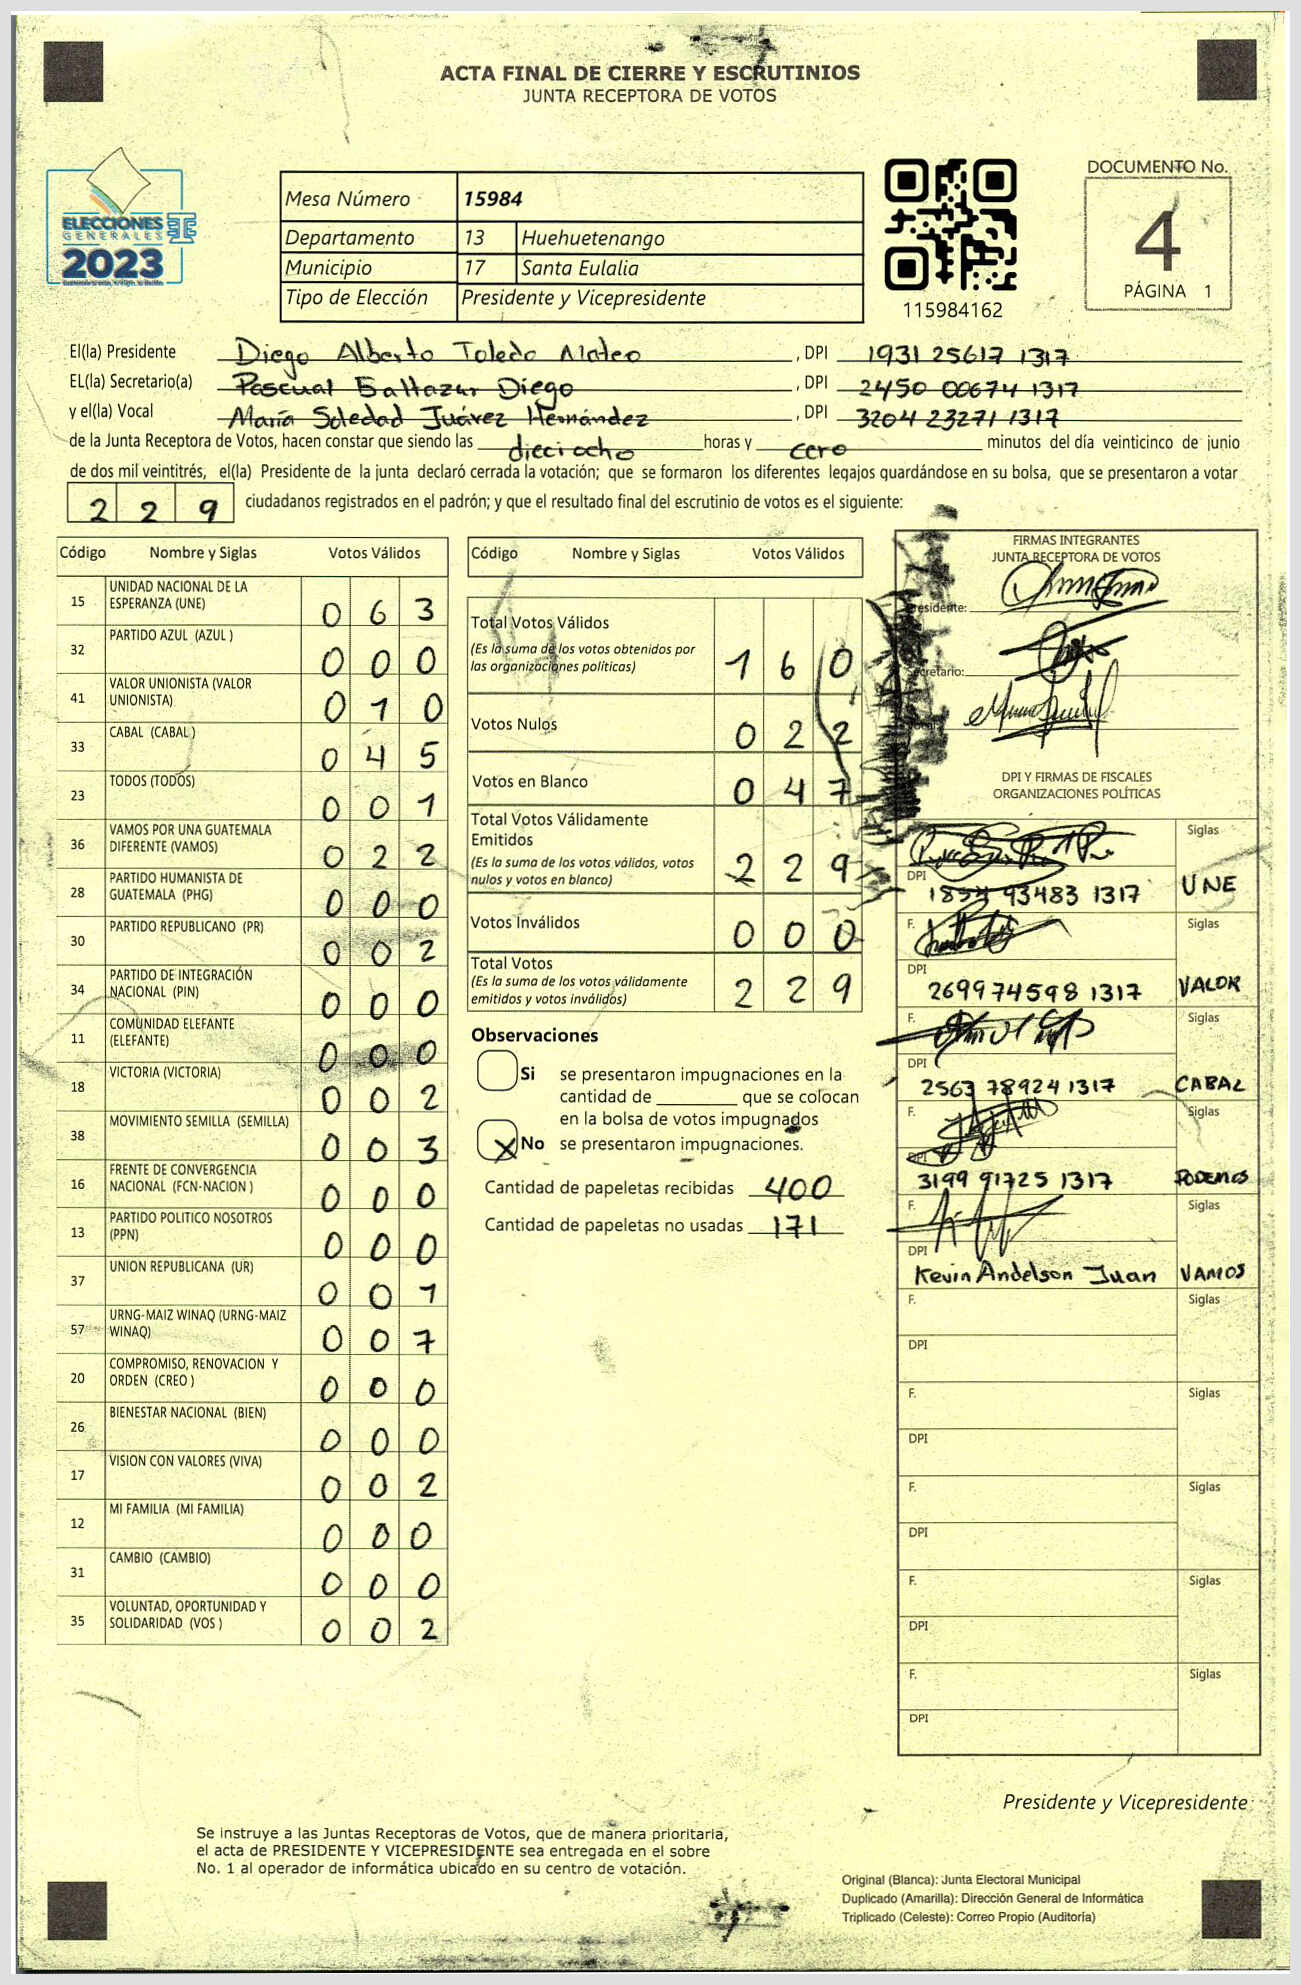 ACTA FINAL DE CIERRE Y ESCRUTINIOS
JUNTA RECEPTORA DE VOTOS
ELECCIONES
GENERALES
2023
Mesa Número 15984
Departamento 13 Huehuetenango
Municipio 17 Santa Eulalia
Tipo de Elección Presidente y Vicepresidente
115984162
DOCUMENTO No.
4
PÁGINA 1
El(la) Presidente Diego Alberto Toledo Mateo , DPI 1931 25617 1317
EL(la) Secretario(a) Pascual Baltazar Diego , DPI 2450 00674 1317
y el(la) Vocal María Soledad Juárez Hernández , DPI 3204 23271 1317
de la Junta Receptora de Votos, hacen constar que siendo las dieciocho horas y cero minutos del día veinticinco de junio
de dos mil veintitrés, el(la) Presidente de la junta declaró cerrada la votación; que se formaron los diferentes legajos guardándose en su bolsa, que se presentaron a votar
2 2 9 ciudadanos registrados en el padrón; y que el resultado final del escrutinio de votos es el siguiente:
Código Nombre y Siglas Votos Válidos
15 UNIDAD NACIONAL DE LA
ESPERANZA (UNE) 0 6 3
32 PARTIDO AZUL (AZUL ) 0 0 0
41 VALOR UNIONISTA (VALOR
UNIONISTA) 0 1 0
33 CABAL (CABAL ) 0 4 5
23 TODOS (TODOS) 0 0 1
36 VAMOS POR UNA GUATEMALA
DIFERENTE (VAMOS) 0 2 2
28 PARTIDO HUMANISTA DE
GUATEMALA (PHG) 0 0 0
30 PARTIDO REPUBLICANO (PR) 0 0 2
34 PARTIDO DE INTEGRACIÓN
NACIONAL (PIN) 0 0 0
11 COMUNIDAD ELEFANTE
(ELEFANTE) 0 0 0
18 VICTORIA (VICTORIA) 0 0 2
38 MOVIMIENTO SEMILLA (SEMILLA) 0 0 3
16 FRENTE DE CONVERGENCIA
NACIONAL (FCN-NACION ) 0 0 0
13 PARTIDO POLITICO NOSOTROS
(PPN) 0 0 0
37 UNION REPUBLICANA (UR) 0 0 1
57 URNG-MAIZ WINAQ (URNG-MAIZ
WINAQ) 0 0 7
20 COMPROMISO, RENOVACION Y
ORDEN (CREO ) 0 0 0
26 BIENESTAR NACIONAL (BIEN) 0 0 0
17 VISION CON VALORES (VIVA) 0 0 2
12 MI FAMILIA (MI FAMILIA) 0 0 0
31 CAMBIO (CAMBIO) 0 0 0
35 VOLUNTAD, OPORTUNIDAD Y
SOLIDARIDAD (VOS ) 0 0 2
Código Nombre y Siglas Votos Válidos
Total Votos Válidos
(Es la suma de los votos obtenidos por
las organizaciones políticas) 1 6 0
Votos Nulos 0 2 2
Votos en Blanco 0 4 7
Total Votos Válidamente
Emitidos
(Es la suma de los votos válidos, votos
nulos y votos en blanco) 2 2 9
Votos Inválidos 0 0 0
Total Votos
(Es la suma de los votos válidamente
emitidos y votos inválidos) 2 2 9
Observaciones
Si se presentaron impugnaciones en la
cantidad de ________ que se colocan
en la bolsa de votos impugnados
X No se presentaron impugnaciones.
Cantidad de papeletas recibidas 400
Cantidad de papeletas no usadas 171
FIRMAS INTEGRANTES
JUNTA RECEPTORA DE VOTOS
Presidente:
Secretario:
DPI Y FIRMAS DE FISCALES
ORGANIZACIONES POLÍTICAS
Siglas
DPI
93483 1317 UNE
F. Siglas
DPI
2699 74598 1317 VALOR
F. Siglas
DPI
2563 78924 1317 CABAL
F. Siglas
DPI
3199 91725 1317 PODEMOS
F. Siglas
DPI
Kevin Andelson Juan VAMOS
F. Siglas
DPI
F. Siglas
DPI
F. Siglas
DPI
F. Siglas
DPI
F. Siglas
DPI
Presidente y Vicepresidente
Se instruye a las Juntas Receptoras de Votos, que de manera prioritaria,
el acta de PRESIDENTE Y VICEPRESIDENTE sea entregada en el sobre
No. 1 al operador de informática ubicado en su centro de votación.
Original (Blanca): Junta Electoral Municipal
Duplicado (Amarilla): Dirección General de Informática
Triplicado (Celeste): Correo Propio (Auditoría)